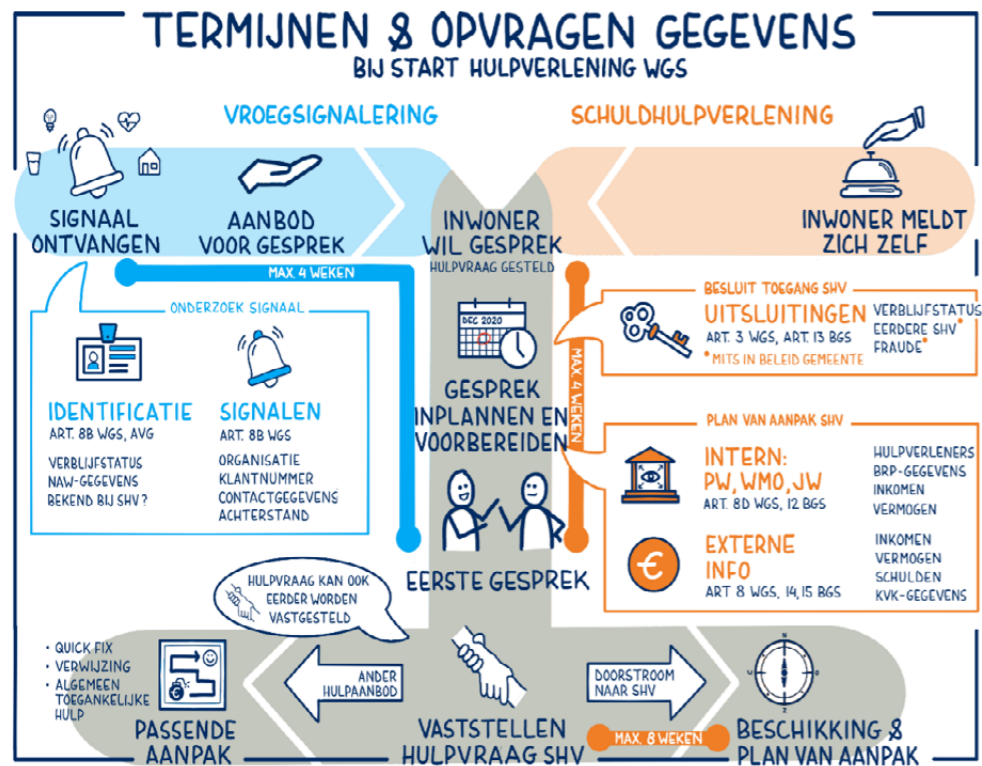 TERMIJNEN & OPVRAGEN GEGEVENS
BIJ START HULPVERLENING WGS
VROEGSIGNALERING
SCHULDHULPVERLENING
SIGNAAL
ONTVANGEN
AANBOD
VOOR GESPREK
INWONER
WIL GESPREK
HULPVRAAG GESTELD
INWONER MELDT
ZICH ZELF
MAX. 4 WEKEN
ONDERZOEK SIGNAAL
IDENTIFICATIE
ART. 8B WGS, AVG
VERBLIJFSTATUS
NAW-GEGEVENS
BEKEND BIJ SHV?
SIGNALEN
ART. 8B WGS
ORGANISATIE
KLANTNUMMER
CONTACTGEGEVENS
ACHTERSTAND
DEC 2020
GESPREK
INPLANNEN EN
VOORBEREIDEN
MAX. 4 WEKEN
BESLUIT TOEGANG SHV
UITSLUITINGEN
ART. 3 WGS, ART. 13 BGS
*MITS IN BELEID GEMEENTE
VERBLIJFSTATUS
EERDERE SHV*
FRAUDE*
PLAN VAN AANPAK SHV
INTERN:
PW, WMO, JW
ART. 8D WGS, 12 BGS
HULPVERLENERS
BRP-GEGEVENS
INKOMEN
VERMOGEN
€
EXTERNE
INFO
ART 8 WGS, 14,15 BGS
INKOMEN
VERMOGEN
SCHULDEN
KVK-GEGEVENS
EERSTE GESPREK
HULPVRAAG KAN OOK
EERDER WORDEN
VASTGESTELD
• QUICK FIX
• VERWIJZING
• ALGEMEEN
TOEGANKELIJKE
HULP
€
PASSENDE
AANPAK
ANDER
HULPAANBOD
VASTSTELLEN
HULPVRAAG SHV
DOORSTROOM
NAAR SHV
MAX. 8 WEKEN
N
O
Z
W
BESCHIKKING &
PLAN VAN AANPAK